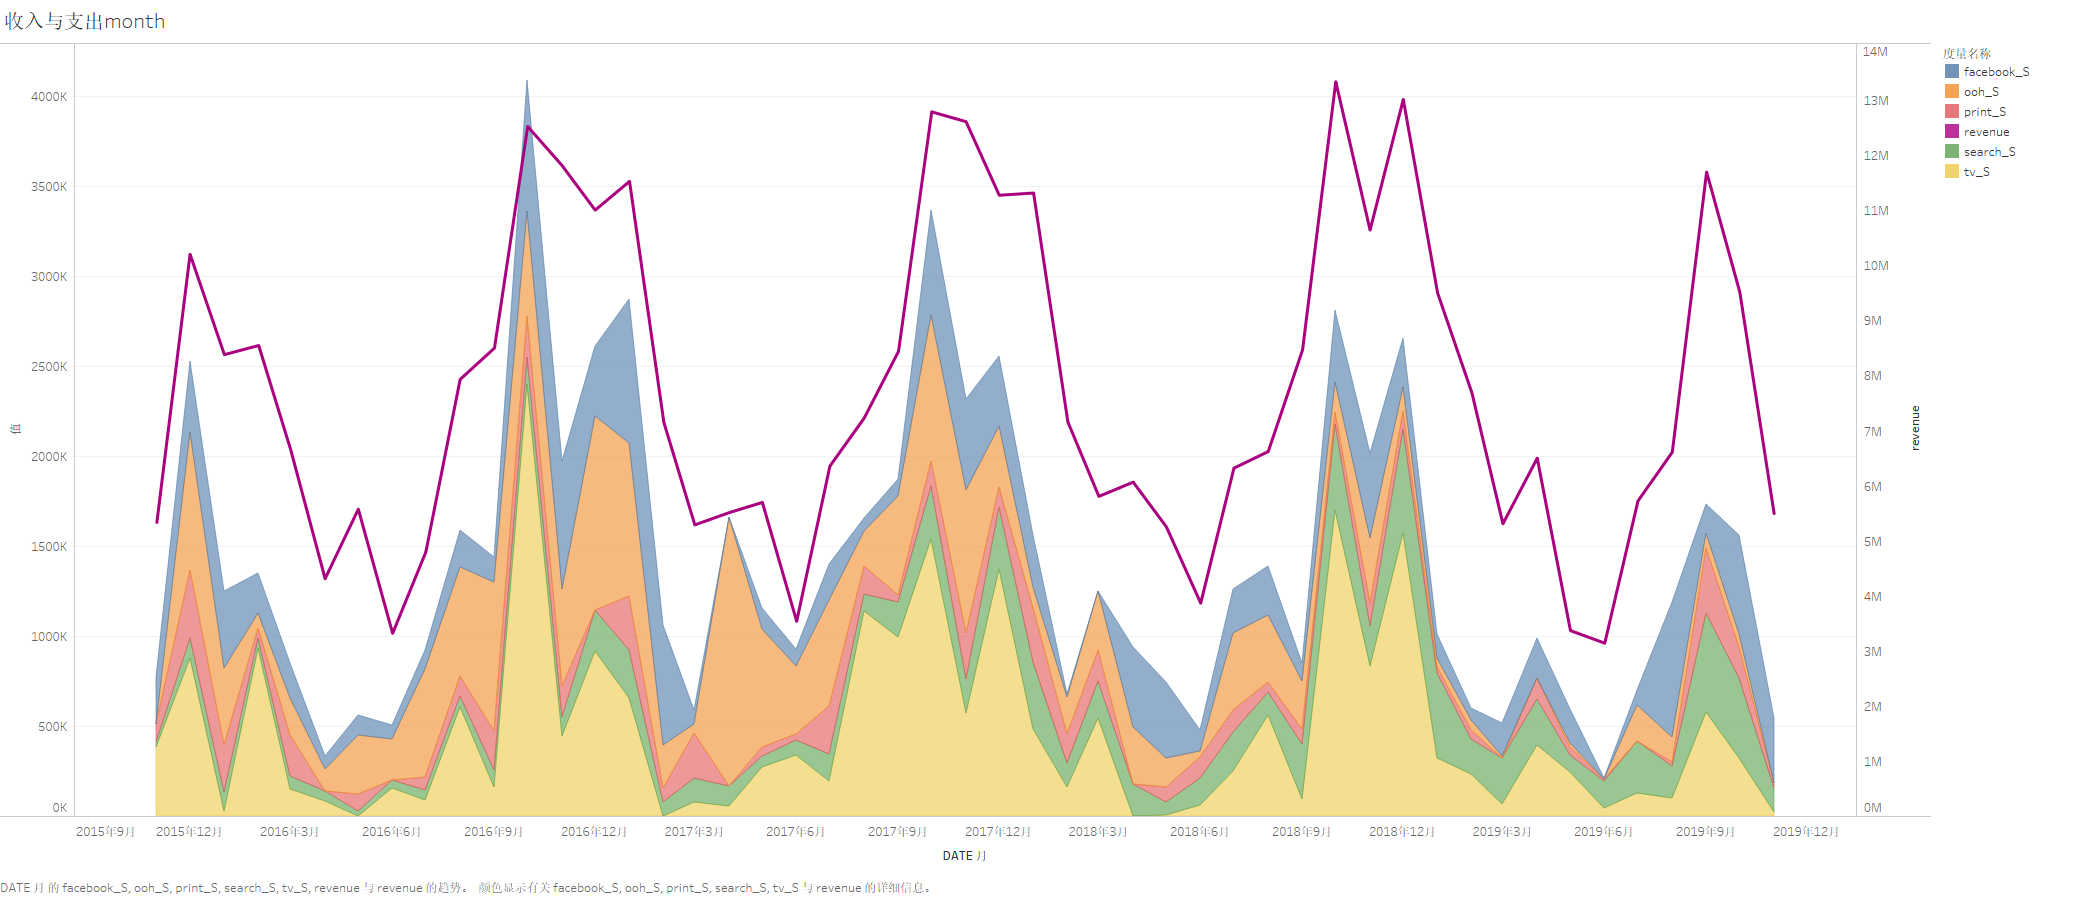 收入与支出month
度量名称
facebook_S
ooh_S
print_S
revenue
search_S
tv_S
值
4000K
3500K
3000K
2500K
2000K
1500K
1000K
500K
0K
14M
13M
12M
11M
10M
9M
8M
7M
6M
5M
4M
3M
2M
1M
0M
revenue
2015年9月 2015年12月 2016年3月 2016年6月 2016年9月 2016年12月 2017年3月 2017年6月 2017年9月 2017年12月 2018年3月 2018年6月 2018年9月 2018年12月 2019年3月 2019年6月 2019年9月 2019年12月
DATE 月
DATE 月 的 facebook_S, ooh_S, print_S, search_S, tv_S, revenue 与 revenue 的趋势。 颜色显示有关 facebook_S, ooh_S, print_S, search_S, tv_S 与 revenue 的详细信息。